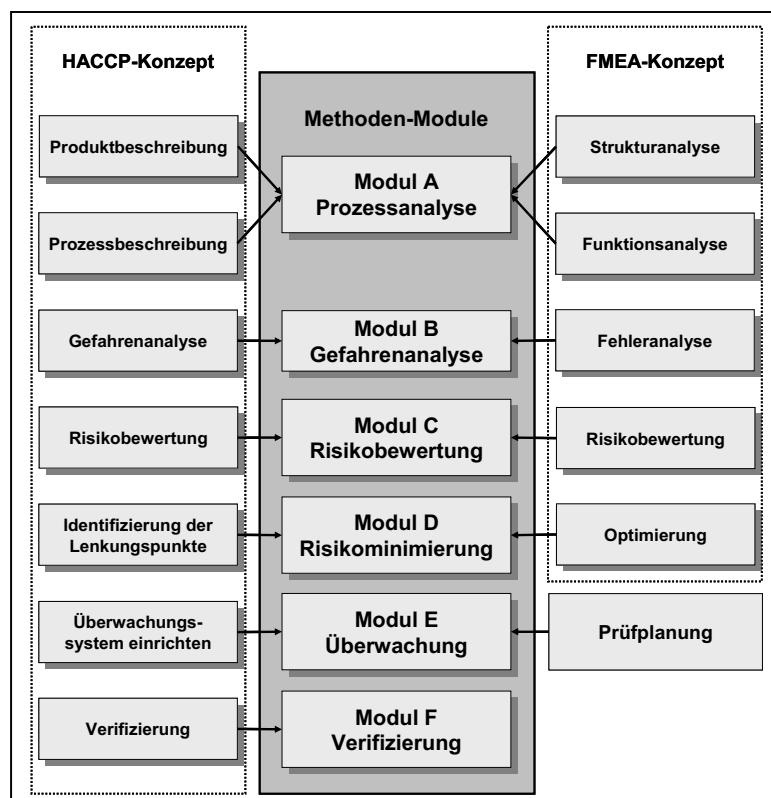 HACCP-Konzept
FMEA-Konzept
Methoden-Module
Produktbeschreibung
Modul A
Prozessanalyse
Strukturanalyse
Prozessbeschreibung
Funktionsanalyse
Gefahrenanalyse
Modul B
Gefahrenanalyse
Fehleranalyse
Risikobewertung
Modul C
Risikobewertung
Risikobewertung
Identifizierung der
Lenkungspunkte
Modul D
Risikominimierung
Optimierung
Überwachungs-
system einrichten
Modul E
Überwachung
Prüfplanung
Verifizierung
Modul F
Verifizierung